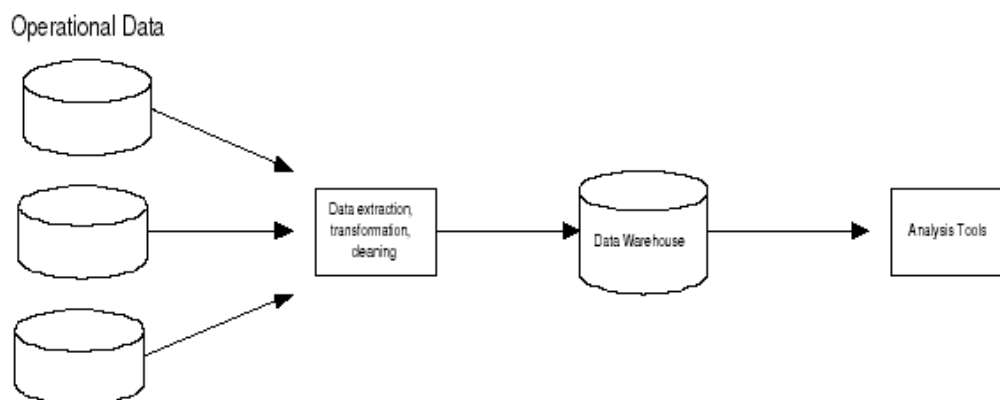 Operational Data
Data extraction,
transformation,
cleaning
Data Warehouse
Analysis Tools